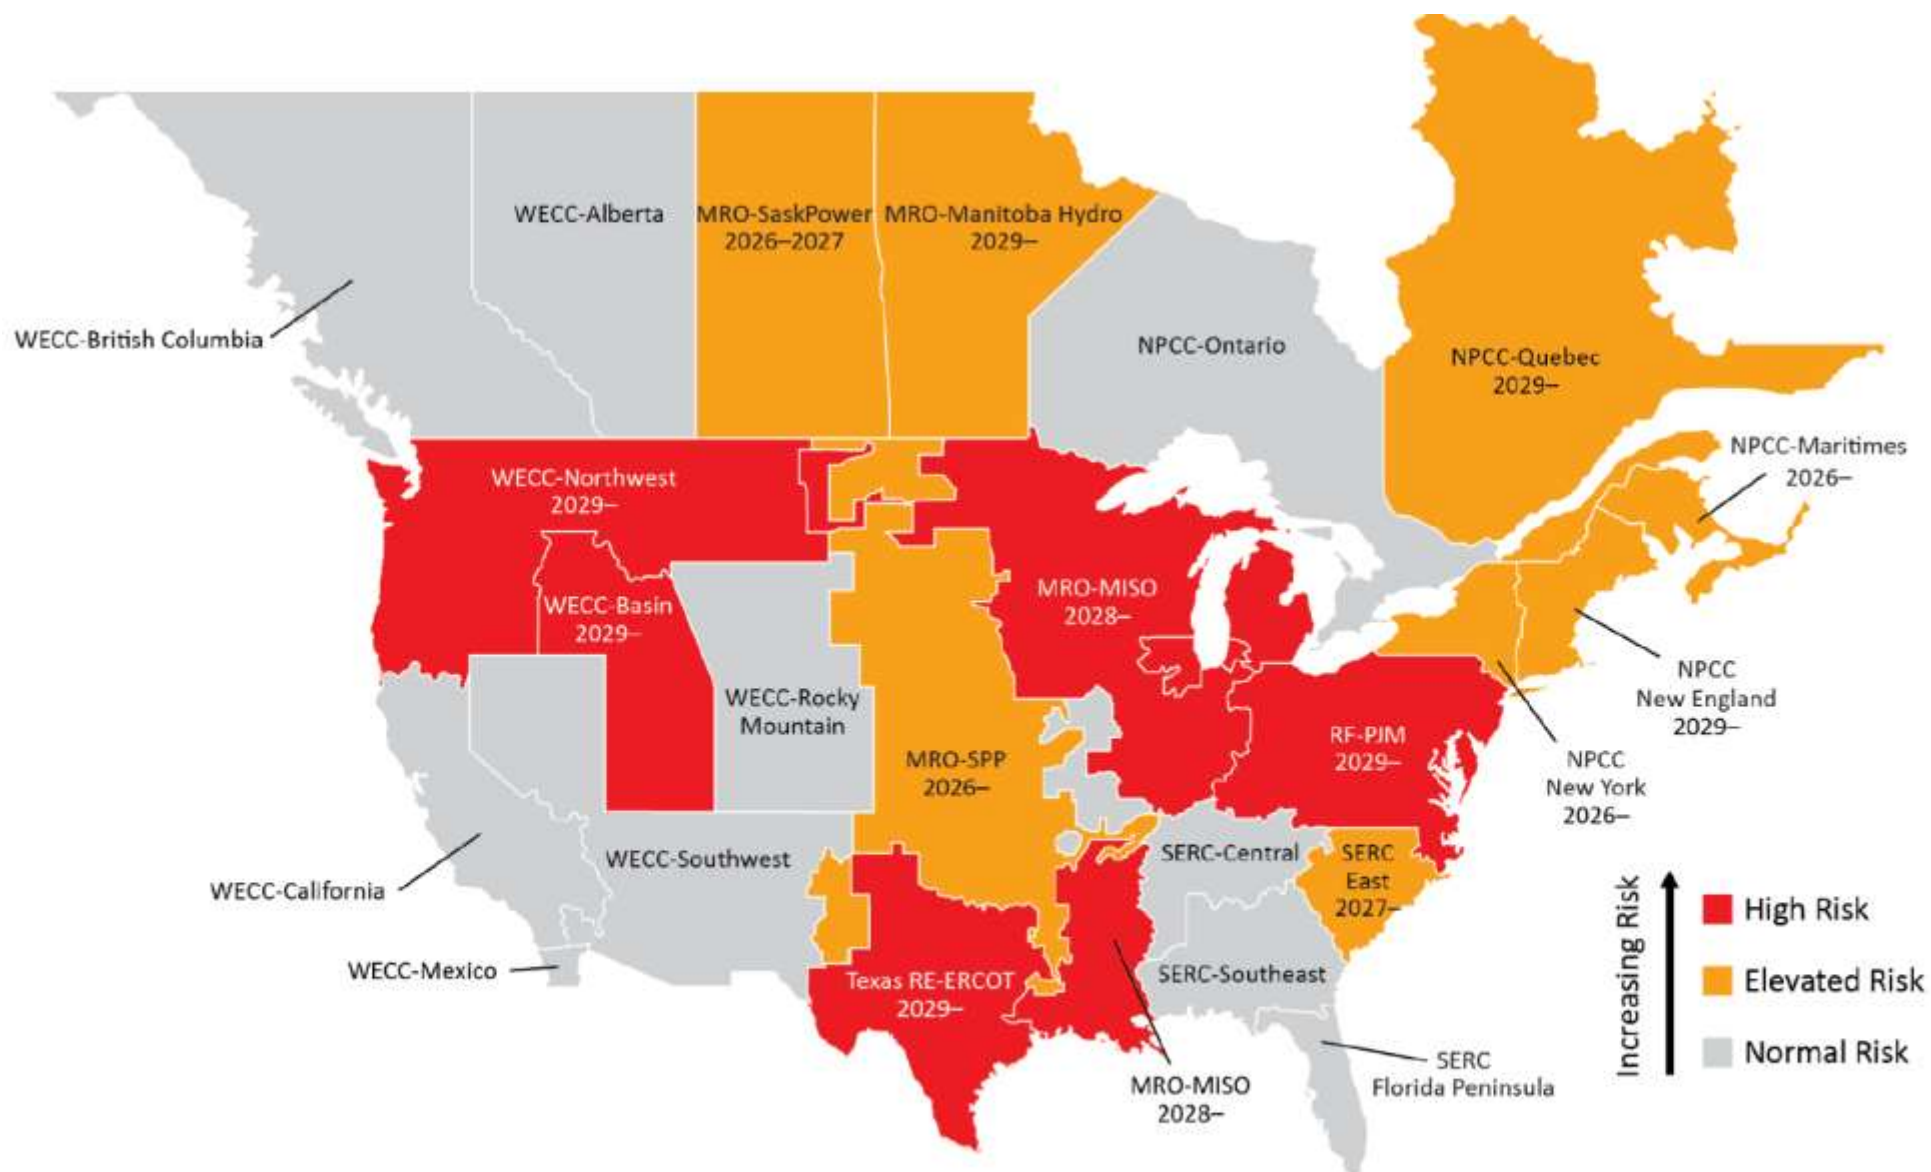 WECC-Alberta
MRO-SaskPower
2026–2027
MRO-Manitoba Hydro
2029–
WECC-British Columbia
NPCC-Ontario
NPCC-Quebec
2029–
NPCC-Maritimes
2026–
WECC-Northwest
2029–
WECC-Basin
2029–
MRO-MISO
2028–
WECC-Rocky
Mountain
MRO-SPP
2026–
RF-PJM
2029–
NPCC
New England
2029–
NPCC
New York
2026–
WECC-Southwest
SERC-Central
SERC
East
2027–
WECC-California
WECC-Mexico
Texas RE-ERCOT
2029–
SERC-Southeast
MRO-MISO
2028–
SERC
Florida Peninsula
Increasing Risk
High Risk
Elevated Risk
Normal Risk